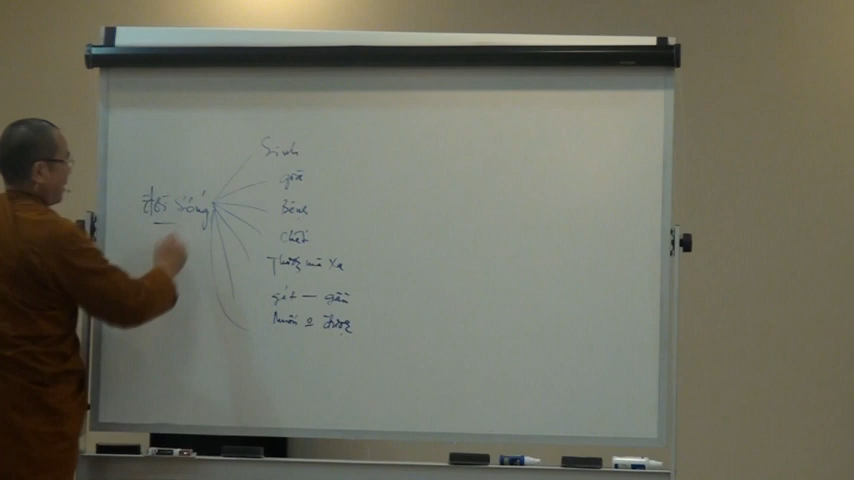 Đời sống
Sinh
già
Bệnh
chết
Thương mà xa
ghét — gần
Muốn o được